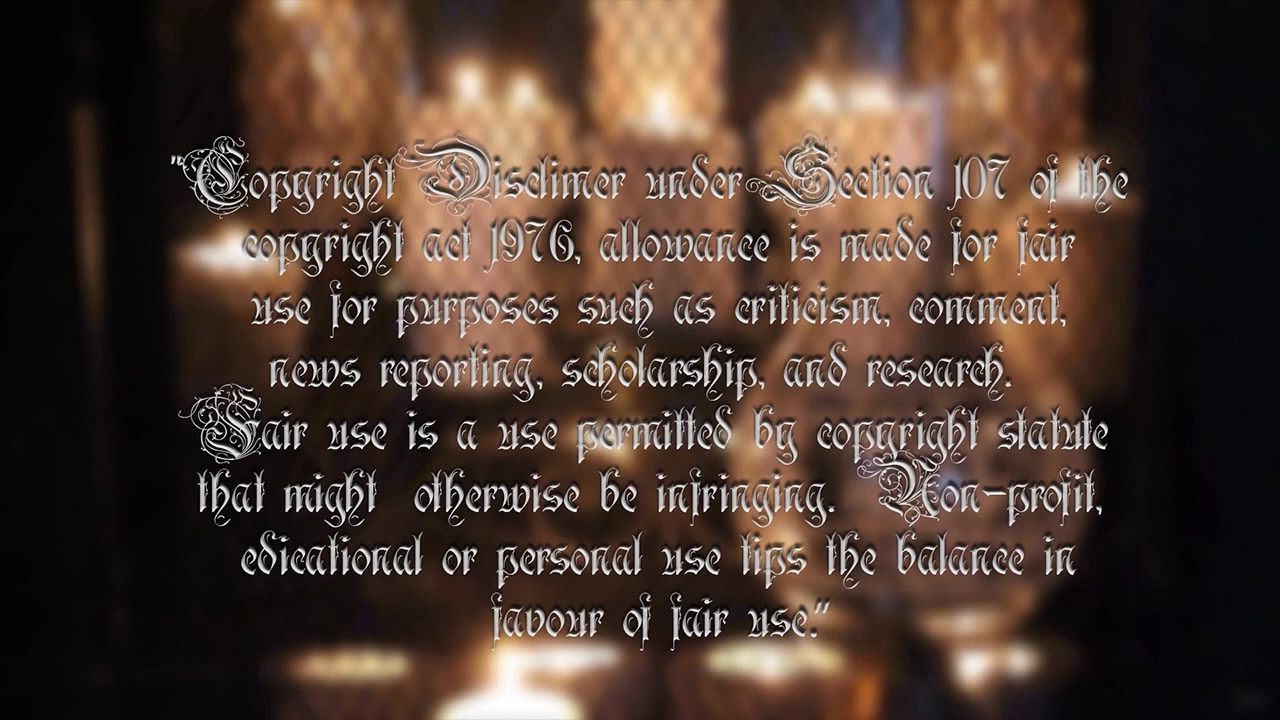 "Copyright Disclimer under Section 107 of the
copyright act 1976, allowance is made for fair
use for purposes such as criticism, comment,
news reporting, scholarship, and research.
Fair use is a use permitted by copyright statute
that might otherwise be infringing. Non-profit,
edicational or personal use tips the balance in
favour of fair use."